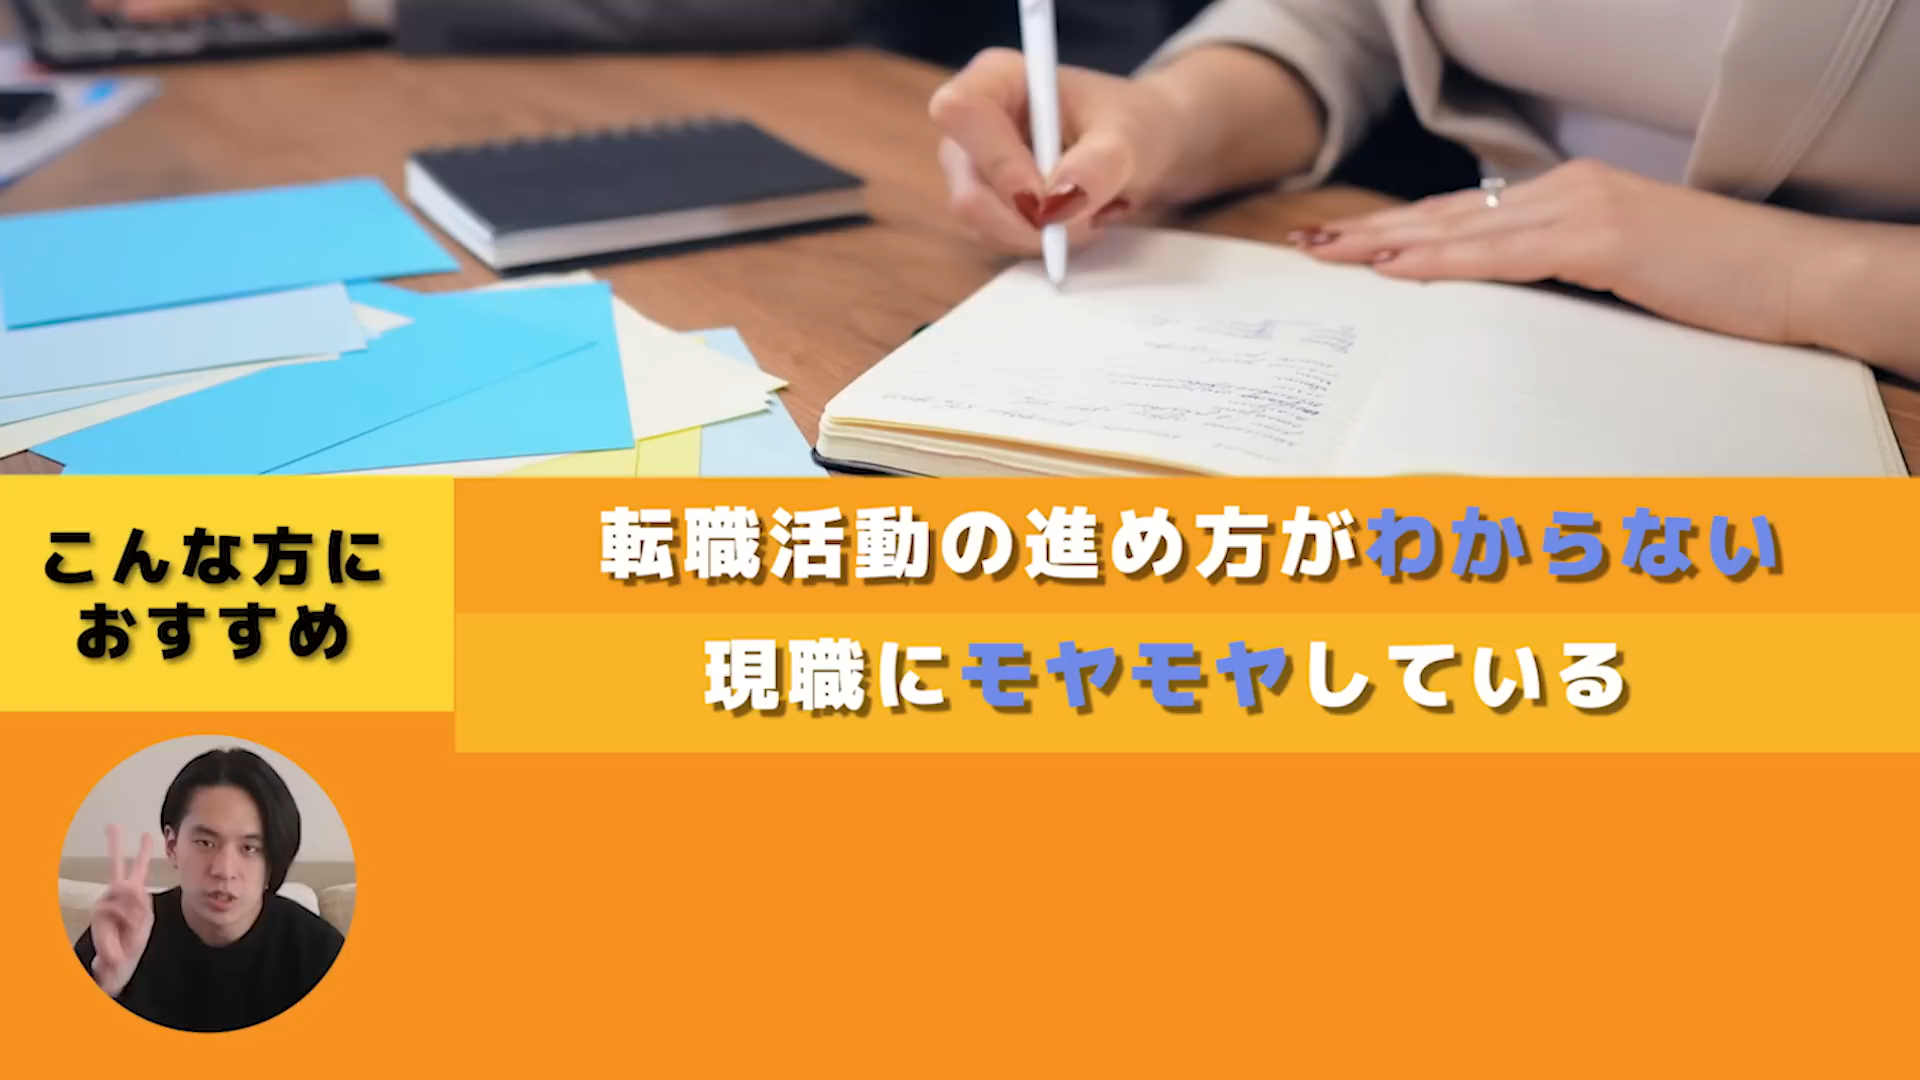 こんな方に
おすすめ
転職活動の進め方がわからない
現職にモヤモヤしている